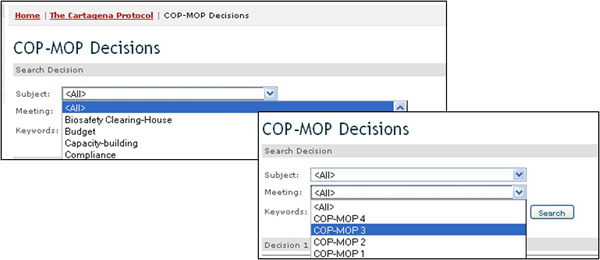 Home | The Cartagena Protocol | COP-MOP Decisions
COP-MOP Decisions
Search Decision
Subject: <All>
<All>
Meeting:
Biosafety Clearing-House
Keywords: Budget
Capacity-building
Compliance
COP-MOP Decisions
Search Decision
Subject: <All>
Meeting: <All>
<All>
Keywords: COP-MOP 4 Search
COP-MOP 3
COP-MOP 2
Decision 1
COP-MOP 1